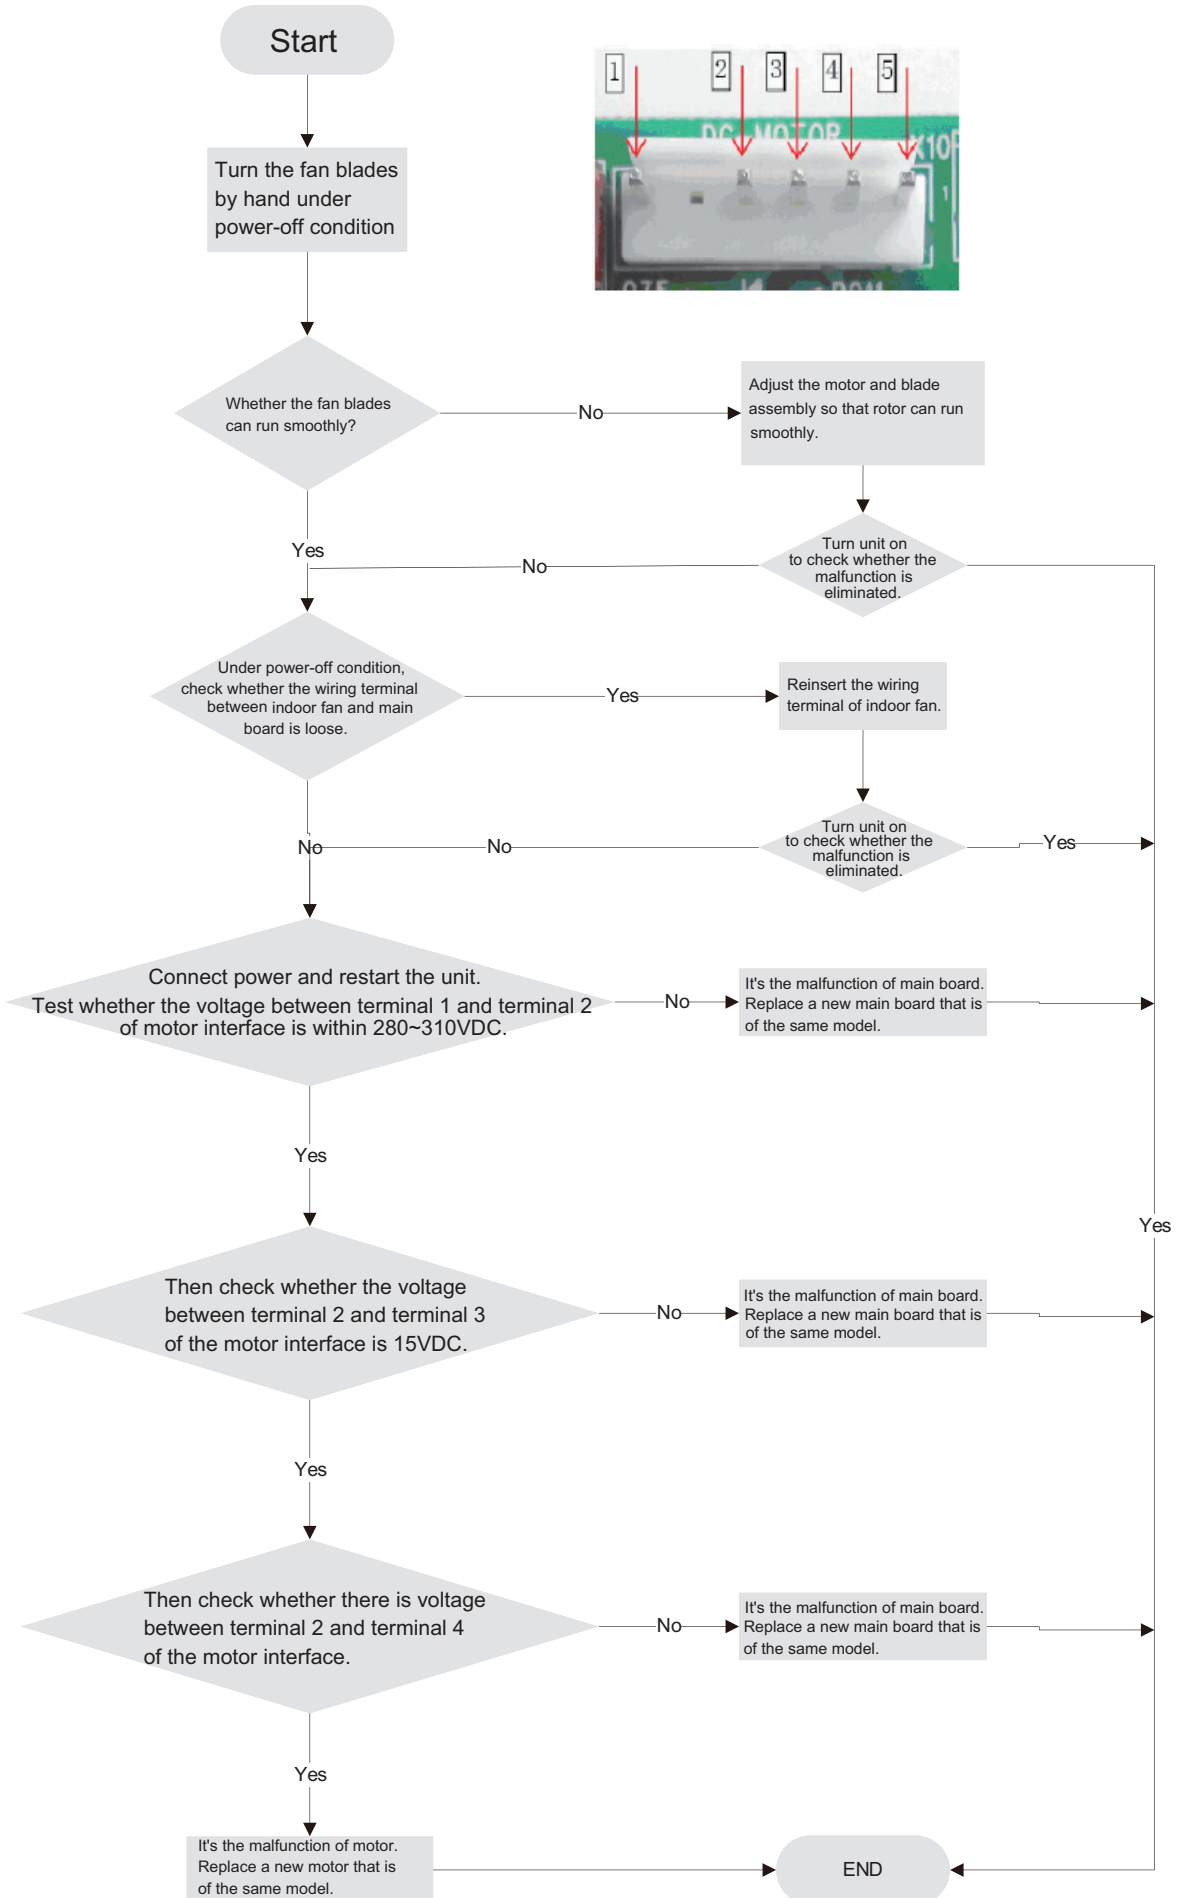 Start
1
2
3
4
5
DC MOTOR
1
Turn the fan blades
by hand under
power-off condition
Whether the fan blades
can run smoothly?
No
Adjust the motor and blade
assembly so that rotor can run
smoothly.
Yes
Turn unit on
to check whether the
malfunction is
eliminated.
No
Under power-off condition,
check whether the wiring terminal
between indoor fan and main
board is loose.
Yes
Reinsert the wiring
terminal of indoor fan.
Turn unit on
to check whether the
malfunction is
eliminated.
Yes
No
No
Connect power and restart the unit.
Test whether the voltage between terminal 1 and terminal 2
of motor interface is within 280~310VDC.
No
It's the malfunction of main board.
Replace a new main board that is
of the same model.
Yes
Yes
Then check whether the voltage
between terminal 2 and terminal 3
of the motor interface is 15VDC.
No
It's the malfunction of main board.
Replace a new main board that is
of the same model.
Yes
Then check whether there is voltage
between terminal 2 and terminal 4
of the motor interface.
No
It's the malfunction of main board.
Replace a new main board that is
of the same model.
Yes
It's the malfunction of motor.
Replace a new motor that is
of the same model.
END